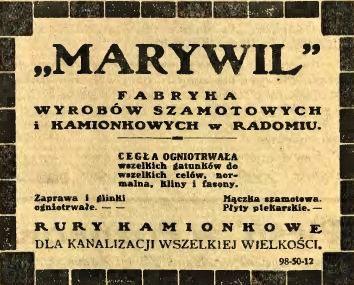 „MARYWIL”
FABRYKA
WYROBÓW SZAMOTOWYCH
i KAMIONKOWYCH w RADOMIU.
CEGŁA OGNIOTRWAŁA
wszelkich gatunków do
wszelkich celów, nor-
malna, kliny i fasony.
Zaprawa i glinki
ogniotrwałe. — —
Mączka szamotowa.
Płyty piekarskie. —
RURY KAMIONKOWE
DLA KANALIZACJI WSZELKIEJ WIELKOŚCI.
98-50-12